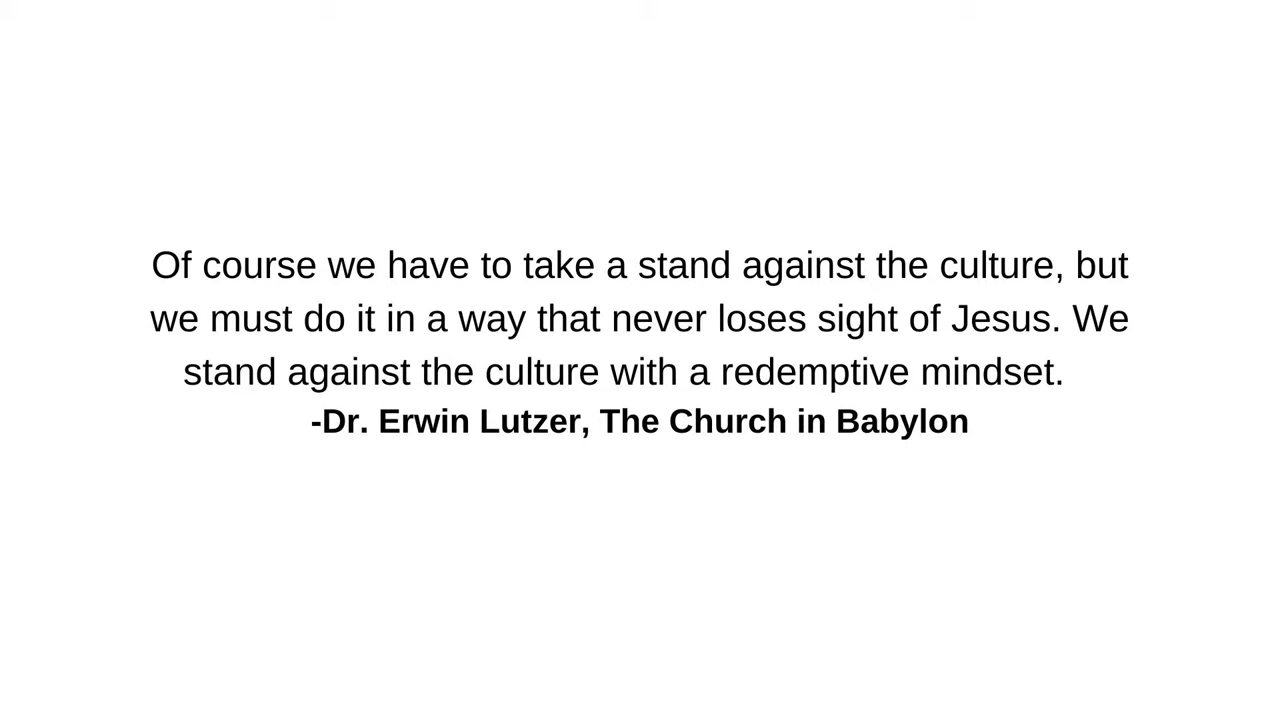 Of course we have to take a stand against the culture, but
we must do it in a way that never loses sight of Jesus. We
stand against the culture with a redemptive mindset.
-Dr. Erwin Lutzer, The Church in Babylon